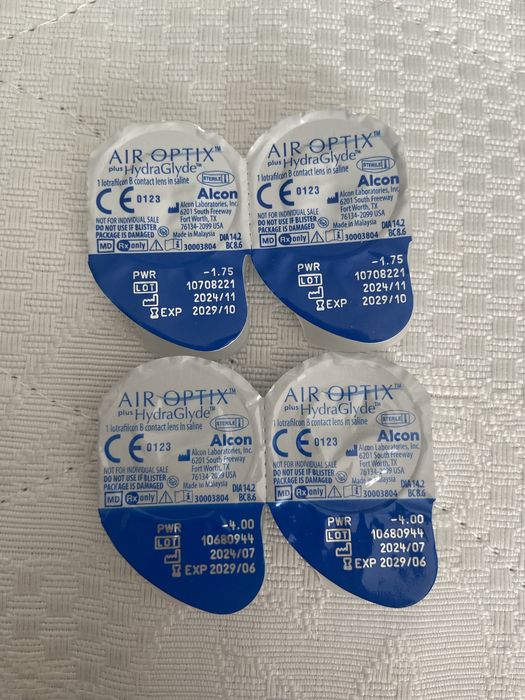 AIR OPTIX™
plus HydraGlyde™
1 lotrafilcon B contact lens in saline
STERILE
CE 0123
Alcon
Alcon Laboratories, Inc.
6201 South Freeway
Fort Worth, TX
76134-2099 USA
Made in Malaysia
NOT FOR INDIVIDUAL SALE
DO NOT USE IF BLISTER
PACKAGE IS DAMAGED
DIA 14.2
BC 8.6
MD Rx only 30003804
PWR -1.75
LOT 10708221
2024/11
EXP 2029/10
AIR OPTIX™
plus HydraGlyde™
1 lotrafilcon B contact lens in saline
STERILE
CE 0123
Alcon
Alcon Laboratories, Inc.
6201 South Freeway
Fort Worth, TX
76134-2099 USA
Made in Malaysia
NOT FOR INDIVIDUAL SALE
DO NOT USE IF BLISTER
PACKAGE IS DAMAGED
DIA 14.2
BC 8.6
MD Rx only 30003804
PWR -1.75
LOT 10708221
2024/11
EXP 2029/10
AIR OPTIX™
plus HydraGlyde™
1 lotrafilcon B contact lens in saline
STERILE
CE 0123
Alcon
Alcon Laboratories, Inc.
6201 South Freeway
Fort Worth, TX
76134-2099 USA
Made in Malaysia
NOT FOR INDIVIDUAL SALE
DO NOT USE IF BLISTER
PACKAGE IS DAMAGED
DIA 14.2
BC 8.6
MD Rx only 30003804
PWR -4.00
LOT 10680944
2024/07
EXP 2029/06
AIR OPTIX™
plus HydraGlyde™
1 lotrafilcon B contact lens in saline
STERILE
CE 0123
Alcon
Alcon Laboratories, Inc.
6201 South Freeway
Fort Worth, TX
76134-2099 USA
Made in Malaysia
NOT FOR INDIVIDUAL SALE
DO NOT USE IF BLISTER
PACKAGE IS DAMAGED
DIA 14.2
BC 8.6
MD Rx only 30003804
PWR -4.00
LOT 10680944
2024/07
EXP 2029/06